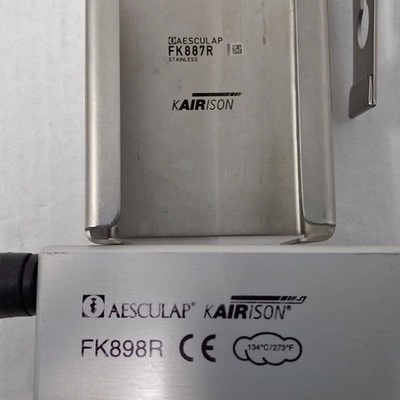 AESCULAP
FK887R
STAINLESS
KAIRISON
AESCULAP® KAIRISON®
FK898R CE 134°C/273°F